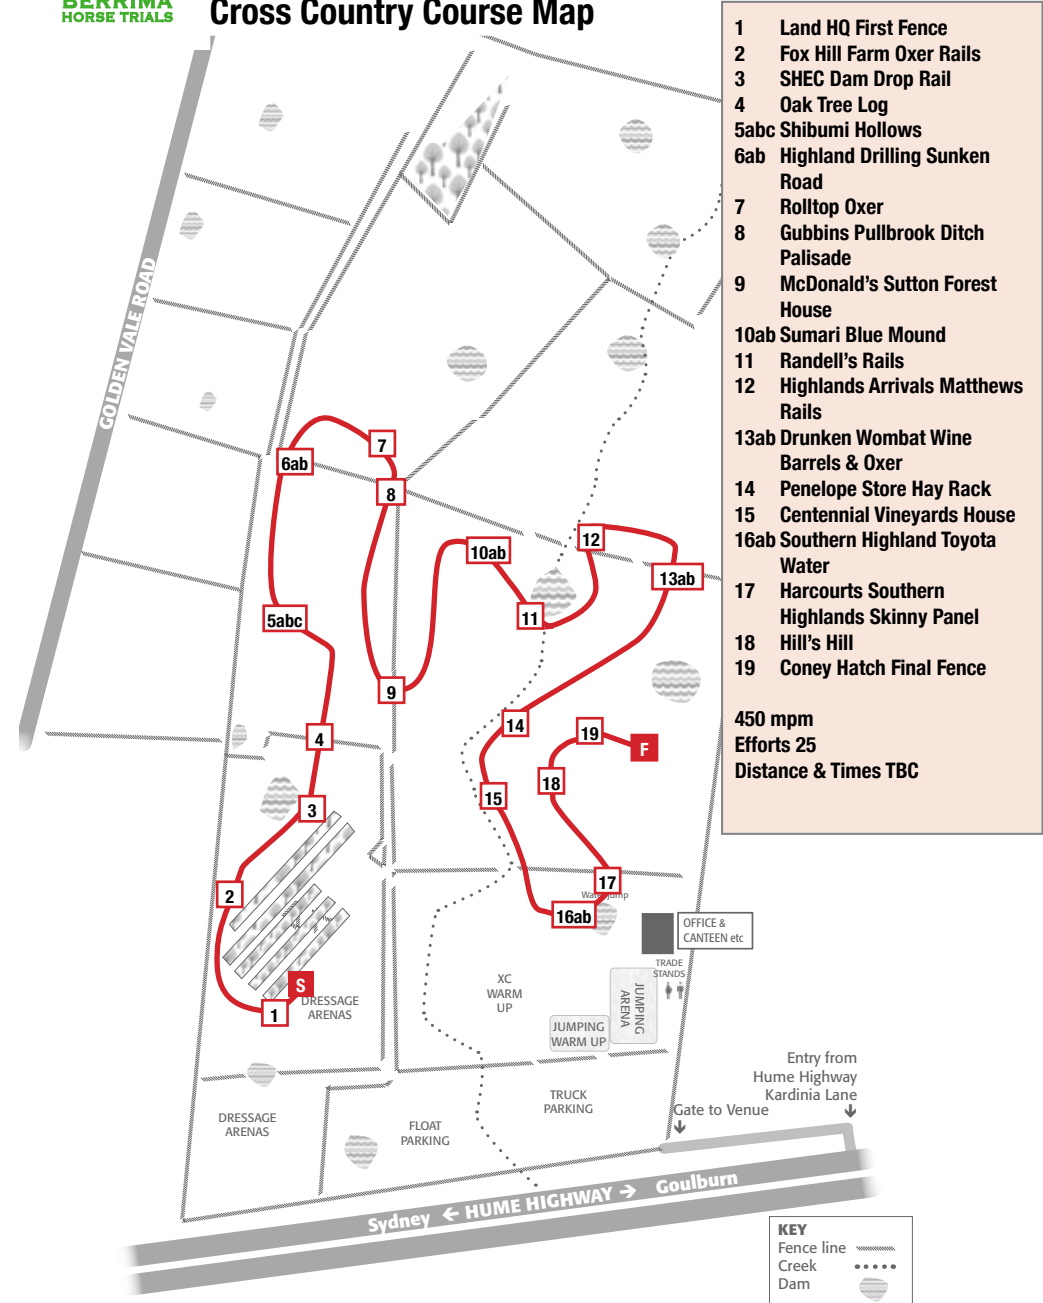 BERRIMA
HORSE TRIALS
Cross Country Course Map
1 Land HQ First Fence
2 Fox Hill Farm Oxer Rails
3 SHEC Dam Drop Rail
4 Oak Tree Log
5abc Shibumi Hollows
6ab Highland Drilling Sunken
Road
7 Rolltop Oxer
8 Gubbins Pullbrook Ditch
Palisade
9 McDonald's Sutton Forest
House
10ab Sumari Blue Mound
11 Randell's Rails
12 Highlands Arrivals Matthews
Rails
13ab Drunken Wombat Wine
Barrels & Oxer
14 Penelope Store Hay Rack
15 Centennial Vineyards House
16ab Southern Highland Toyota
Water
17 Harcourts Southern
Highlands Skinny Panel
18 Hill's Hill
19 Coney Hatch Final Fence
450 mpm
Efforts 25
Distance & Times TBC
GOLDEN VALE ROAD
7
6ab
8
12
10ab
13ab
11
5abc
9
14
19
4
F
18
15
3
17
2
Water jump
16ab
OFFICE &
CANTEEN etc
TRADE
STANDS
S
XC
WARM
UP
JUMPING
ARENA
DRESSAGE
ARENAS
1
JUMPING
WARM UP
Entry from
Hume Highway
Kardinia Lane
TRUCK
PARKING
Gate to Venue
DRESSAGE
ARENAS
FLOAT
PARKING
Sydney ← HUME HIGHWAY → Goulburn
KEY
Fence line
Creek
Dam